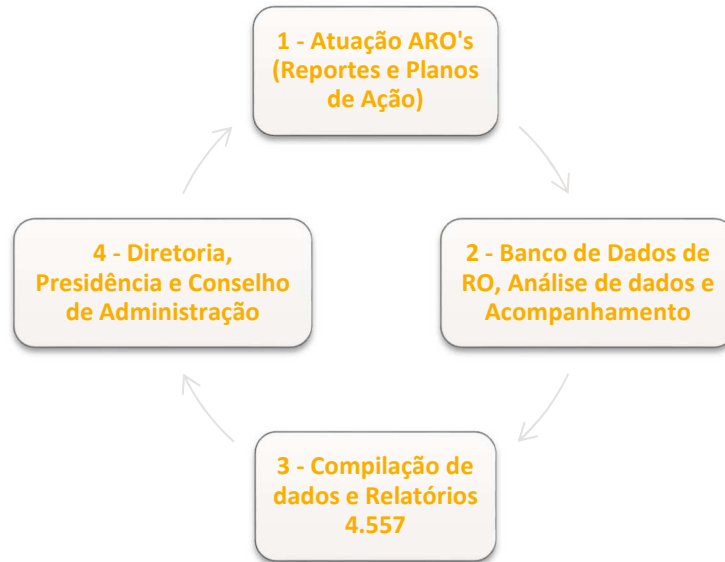 1 - Atuação ARO's
(Reportes e Planos
de Ação)
4 - Diretoria,
Presidência e Conselho
de Administração
2 - Banco de Dados de
RO, Análise de dados e
Acompanhamento
3 - Compilação de
dados e Relatórios
4.557